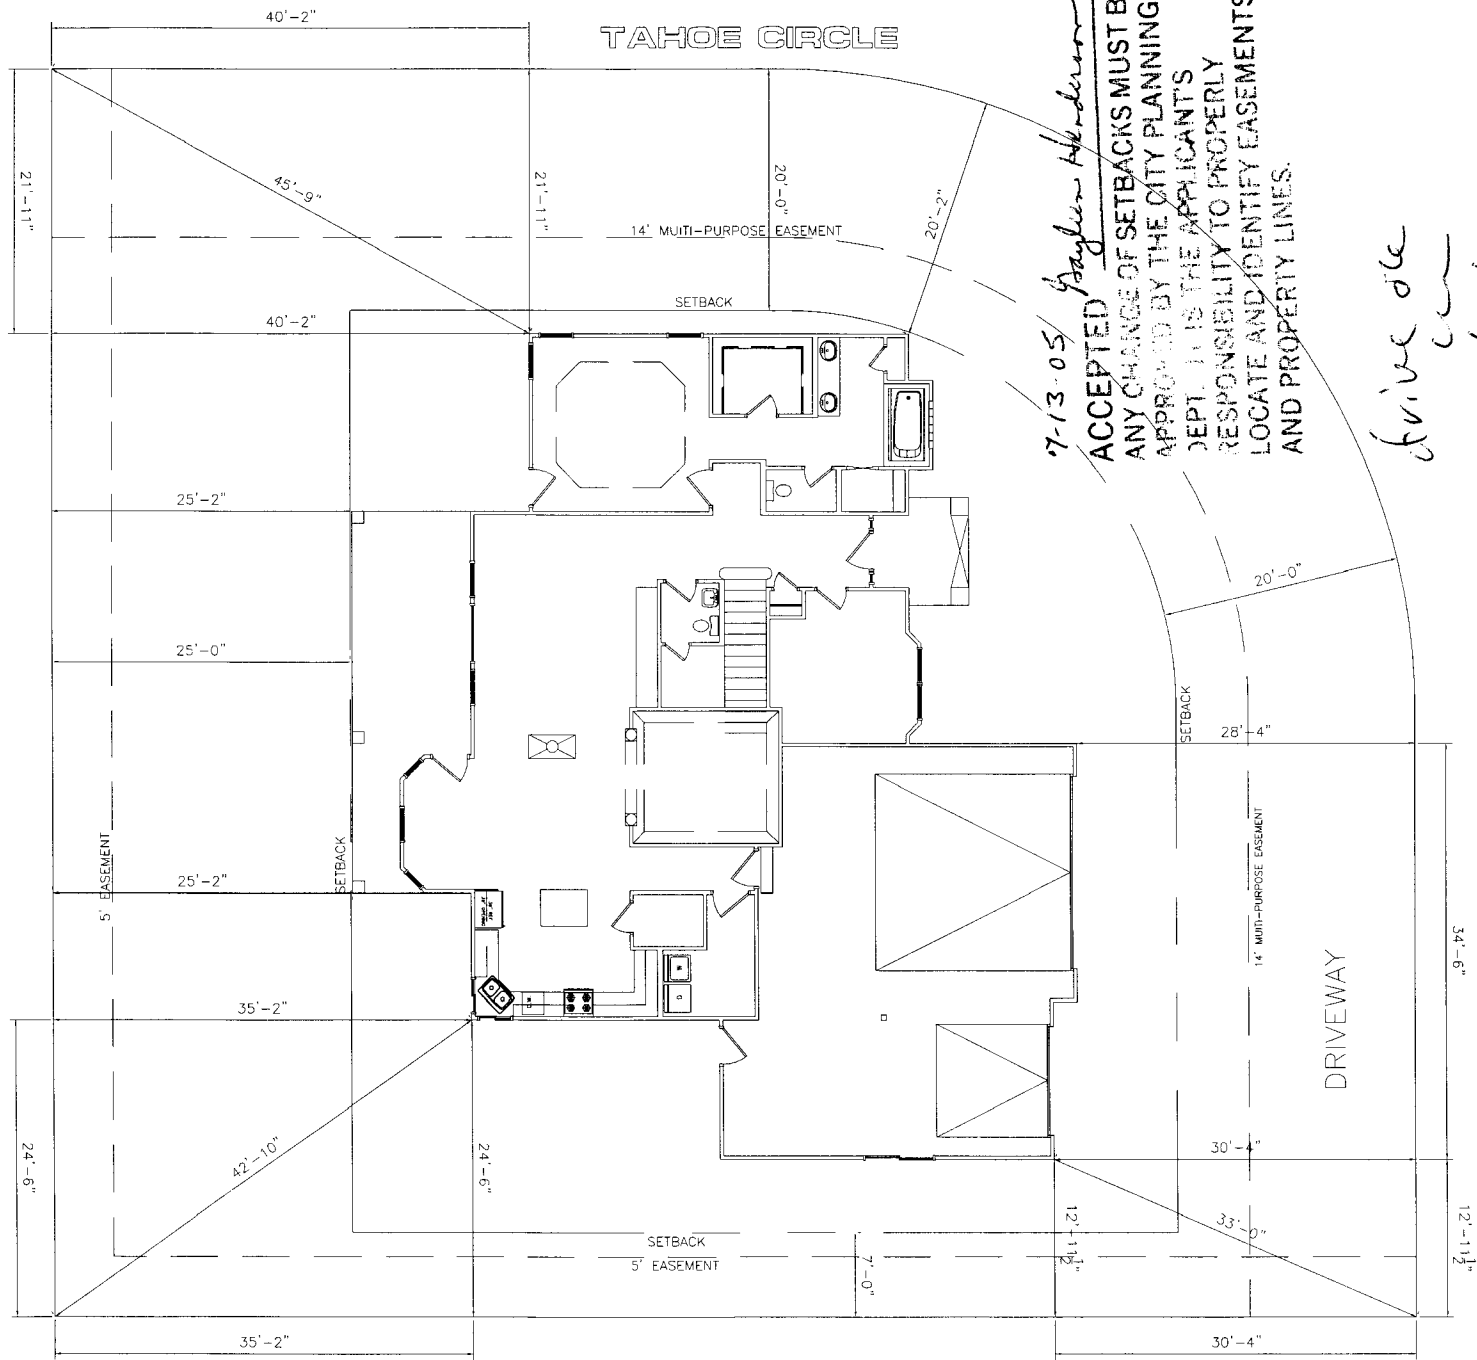 40'-2"
TAHOE CIRCLE
21'-11"
45'-9"
21'-11"
20'-0"
20'-2"
14' MUITI-PURPOSE EASEMENT
SETBACK
40'-2"
7-13-05 Gaylen Henderson
ACCEPTED
ANY CHANGE OF SETBACKS MUST B
APPROVED BY THE CITY PLANNING
DEPT. IT IS THE APPLICANT'S
RESPONSIBILITY TO PROPERLY
LOCATE AND IDENTIFY EASEMENTS
AND PROPERTY LINES.
drive ok
25'-2"
20'-0"
25'-0"
SETBACK
28'-4"
5' EASEMENT
SETBACK
14' MUITI-PURPOSE EASEMENT
34'-6"
DRIVEWAY
25'-2"
W
D
35'-2"
24'-6"
42'-10"
24'-6"
30'-4"
12'-11½"
33'-0"
12'-11½"
SETBACK
5' EASEMENT
7'-0"
35'-2"
30'-4"